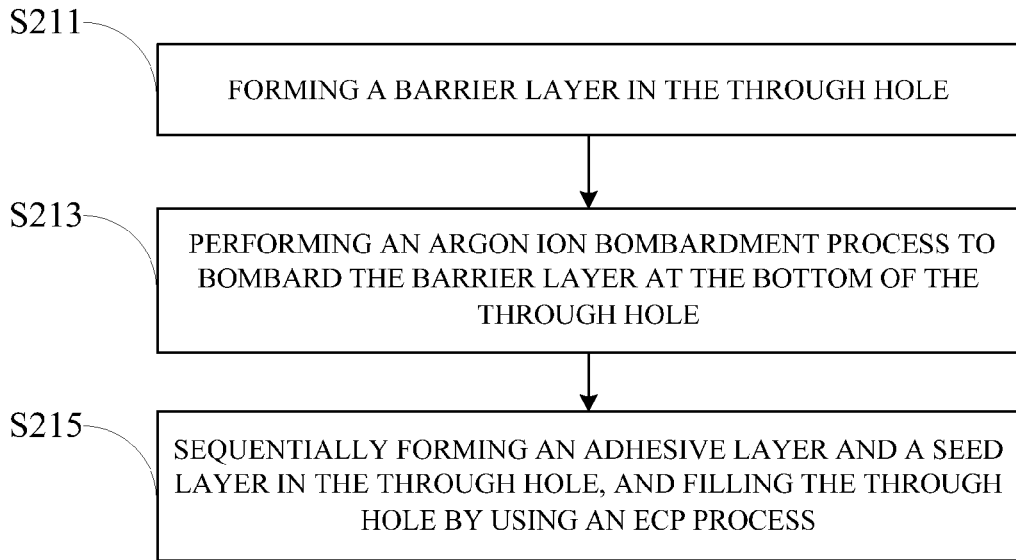 S211
FORMING A BARRIER LAYER IN THE THROUGH HOLE
S213
PERFORMING AN ARGON ION BOMBARDMENT PROCESS TO
BOMBARD THE BARRIER LAYER AT THE BOTTOM OF THE
THROUGH HOLE
S215
SEQUENTIALLY FORMING AN ADHESIVE LAYER AND A SEED
LAYER IN THE THROUGH HOLE, AND FILLING THE THROUGH
HOLE BY USING AN ECP PROCESS